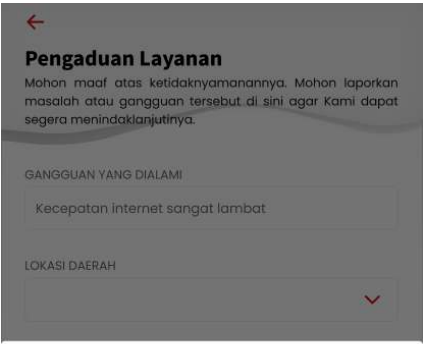 Pengaduan Layanan
Mohon maaf atas ketidaknyamanannya. Mohon laporkan
masalah atau gangguan tersebut di sini agar Kami dapat
segera menindaklanjutinya.
GANGGUAN YANG DIALAMI
Kecepatan internet sangat lambat
LOKASI DAERAH